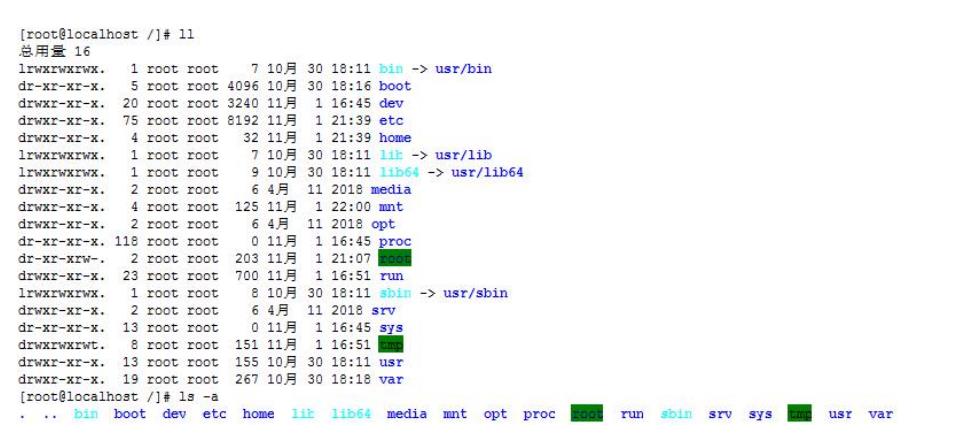 [root@localhost /]# ll
总用量 16
lrwxrwxrwx.   1 root root    7 10月  30 18:11 bin -> usr/bin
dr-xr-xr-x.   5 root root 4096 10月  30 18:16 boot
drwxr-xr-x.  20 root root 3240 11月   1 16:45 dev
drwxr-xr-x.  75 root root 8192 11月   1 21:39 etc
drwxr-xr-x.   4 root root   32 11月   1 21:39 home
lrwxrwxrwx.   1 root root    7 10月  30 18:11 lib -> usr/lib
lrwxrwxrwx.   1 root root    9 10月  30 18:11 lib64 -> usr/lib64
drwxr-xr-x.   2 root root    6 4月   11 2018 media
drwxr-xr-x.   4 root root  125 11月   1 22:00 mnt
drwxr-xr-x.   2 root root    6 4月   11 2018 opt
dr-xr-xr-x. 118 root root    0 11月   1 16:45 proc
dr-xr-xrw-.   2 root root  203 11月   1 21:07 root
drwxr-xr-x.  23 root root  700 11月   1 16:51 run
lrwxrwxrwx.   1 root root    8 10月  30 18:11 sbin -> usr/sbin
drwxr-xr-x.   2 root root    6 4月   11 2018 srv
dr-xr-xr-x.  13 root root    0 11月   1 16:45 sys
drwxrwxrwt.   8 root root  151 11月   1 16:51 tmp
drwxr-xr-x.  13 root root  155 10月  30 18:11 usr
drwxr-xr-x.  19 root root  267 10月  30 18:18 var
[root@localhost /]# ls -a
.  ..  bin  boot  dev  etc  home  lib  lib64  media  mnt  opt  proc  root  run  sbin  srv  sys  tmp  usr  var